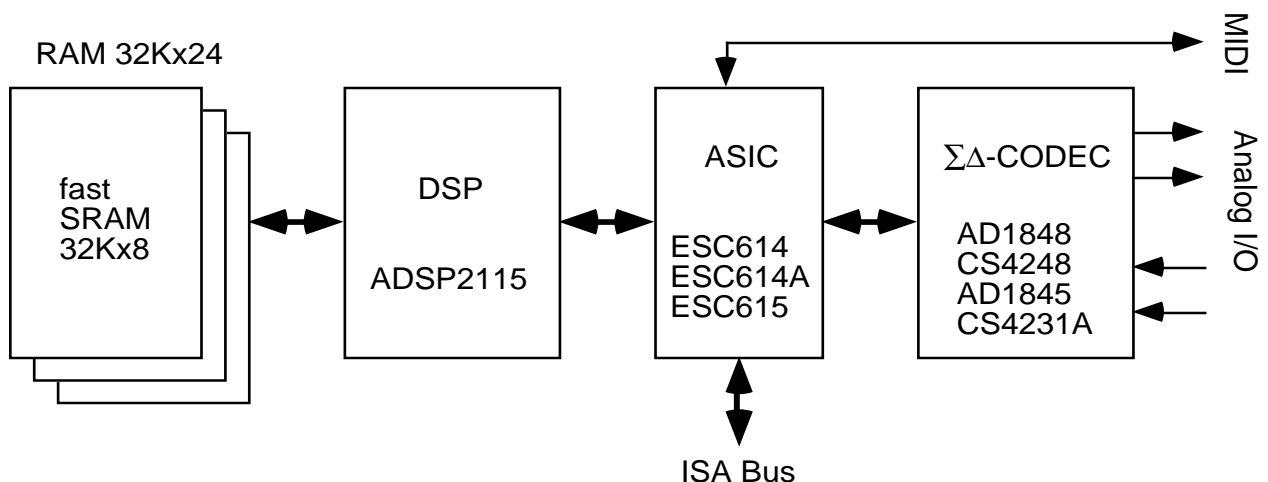 RAM 32Kx24
fast
SRAM
32Kx8
DSP
ADSP2115
ASIC
ESC614
ESC614A
ESC615
ΣΔ-CODEC
AD1848
CS4248
AD1845
CS4231A
MIDI
Analog I/O
ISA Bus